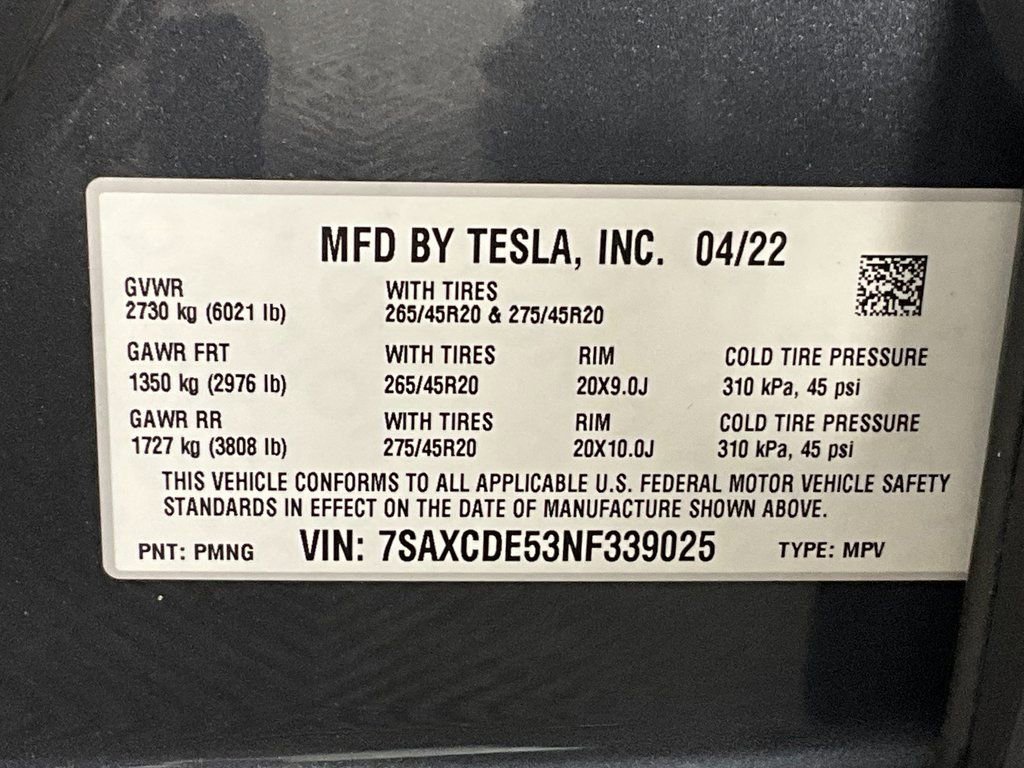 MFD BY TESLA, INC. 04/22
GVWR WITH TIRES
2730 kg (6021 lb) 265/45R20 & 275/45R20
GAWR FRT WITH TIRES RIM COLD TIRE PRESSURE
1350 kg (2976 lb) 265/45R20 20X9.0J 310 kPa, 45 psi
GAWR RR WITH TIRES RIM COLD TIRE PRESSURE
1727 kg (3808 lb) 275/45R20 20X10.0J 310 kPa, 45 psi
THIS VEHICLE CONFORMS TO ALL APPLICABLE U.S. FEDERAL MOTOR VEHICLE SAFETY
STANDARDS IN EFFECT ON THE DATE OF MANUFACTURE SHOWN ABOVE.
PNT: PMNG VIN: 7SAXCDE53NF339025 TYPE: MPV